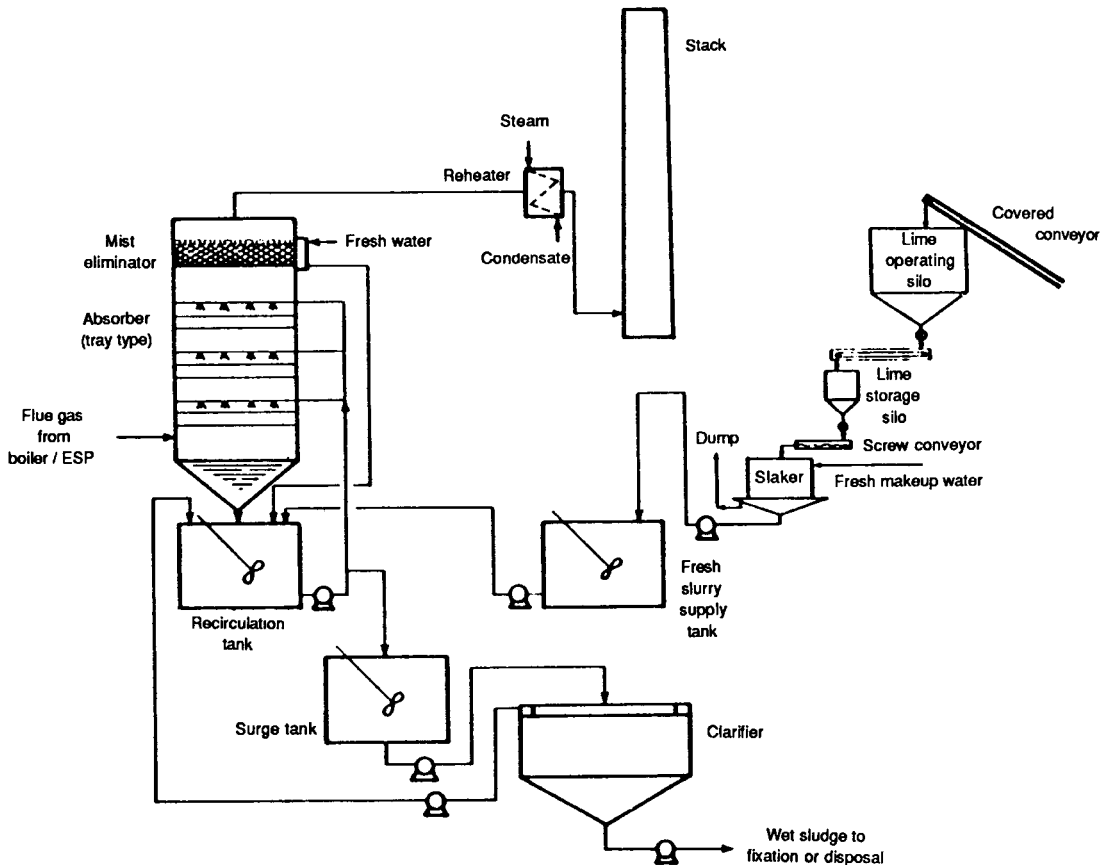 Stack
Steam
Reheater
Condensate
Mist
eliminator
Fresh water
Absorber
(tray type)
Flue gas
from
boiler / ESP
Covered
conveyor
Lime
operating
silo
Lime
storage
silo
Screw conveyor
Dump
Slaker
Fresh makeup water
Fresh
slurry
supply
tank
Recirculation
tank
Surge tank
Clarifier
Wet sludge to
fixation or disposal